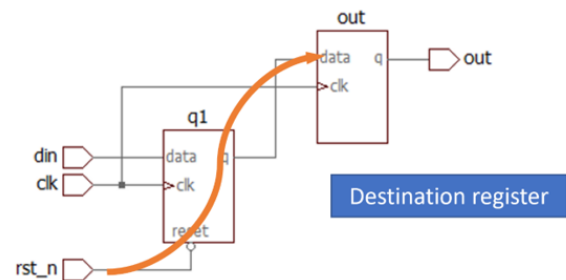 out
data q out
clk
q1
din data q
clk clk
Destination register
reset
rst_n